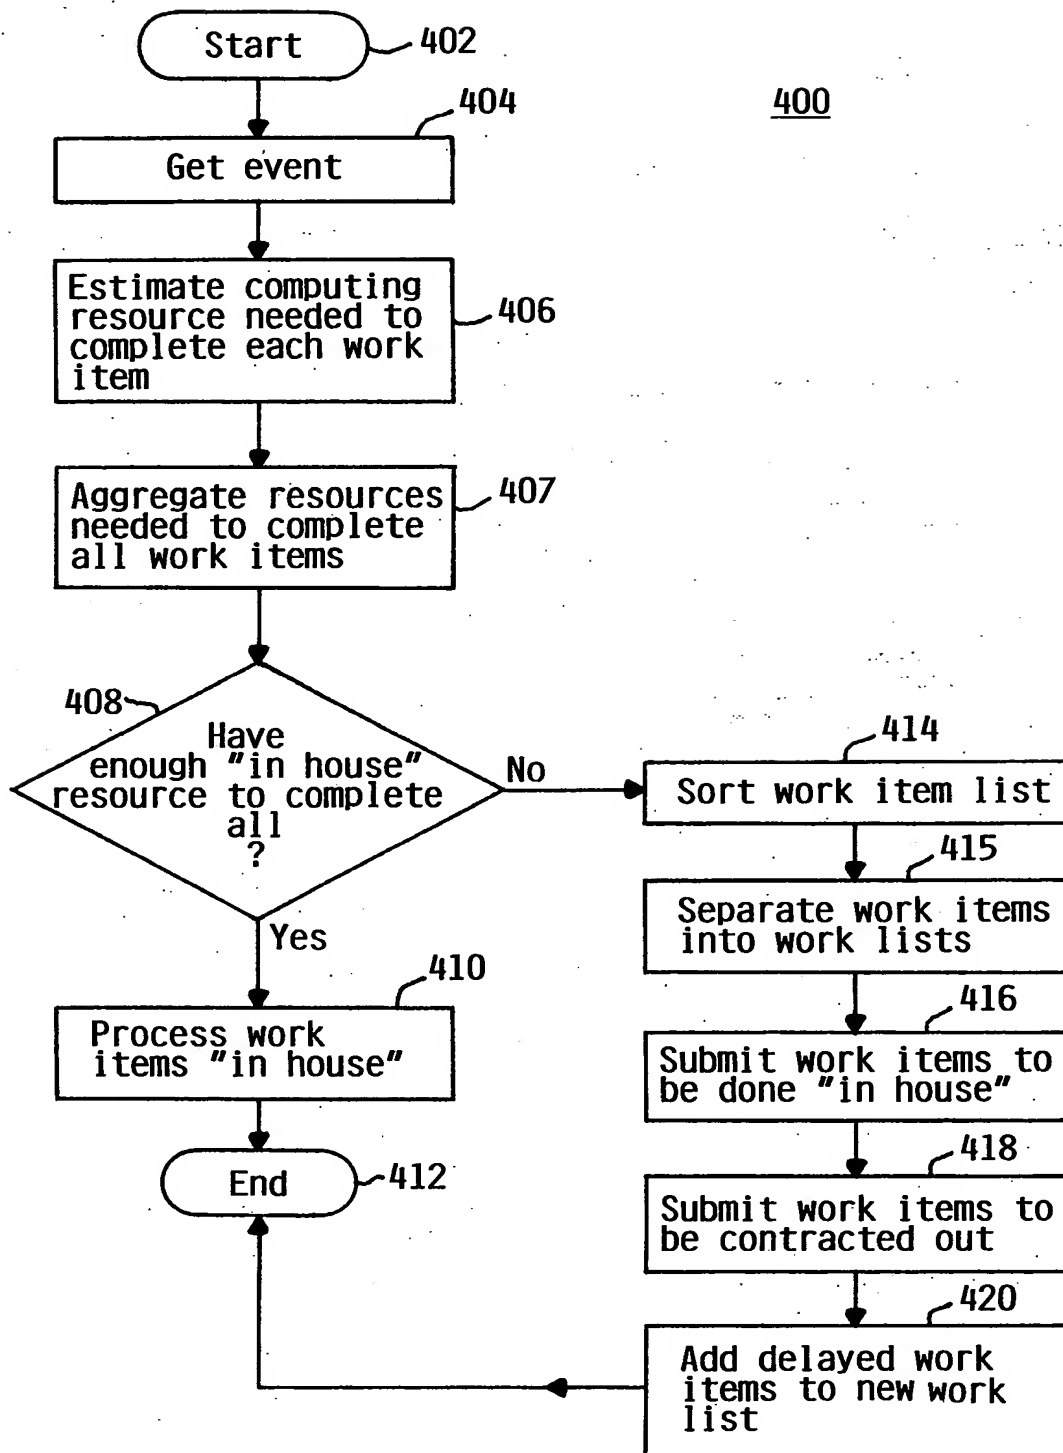 Start
402
400
404
Get event
Estimate computing
resource needed to
complete each work
item
406
Aggregate resources
needed to complete
all work items
407
408
Have
enough "in house"
resource to complete
all
?
No
Yes
410
Process work
items "in house"
End
412
414
Sort work item list
415
Separate work items
into work lists
416
Submit work items to
be done "in house"
418
Submit work items to
be contracted out
420
Add delayed work
items to new work
list